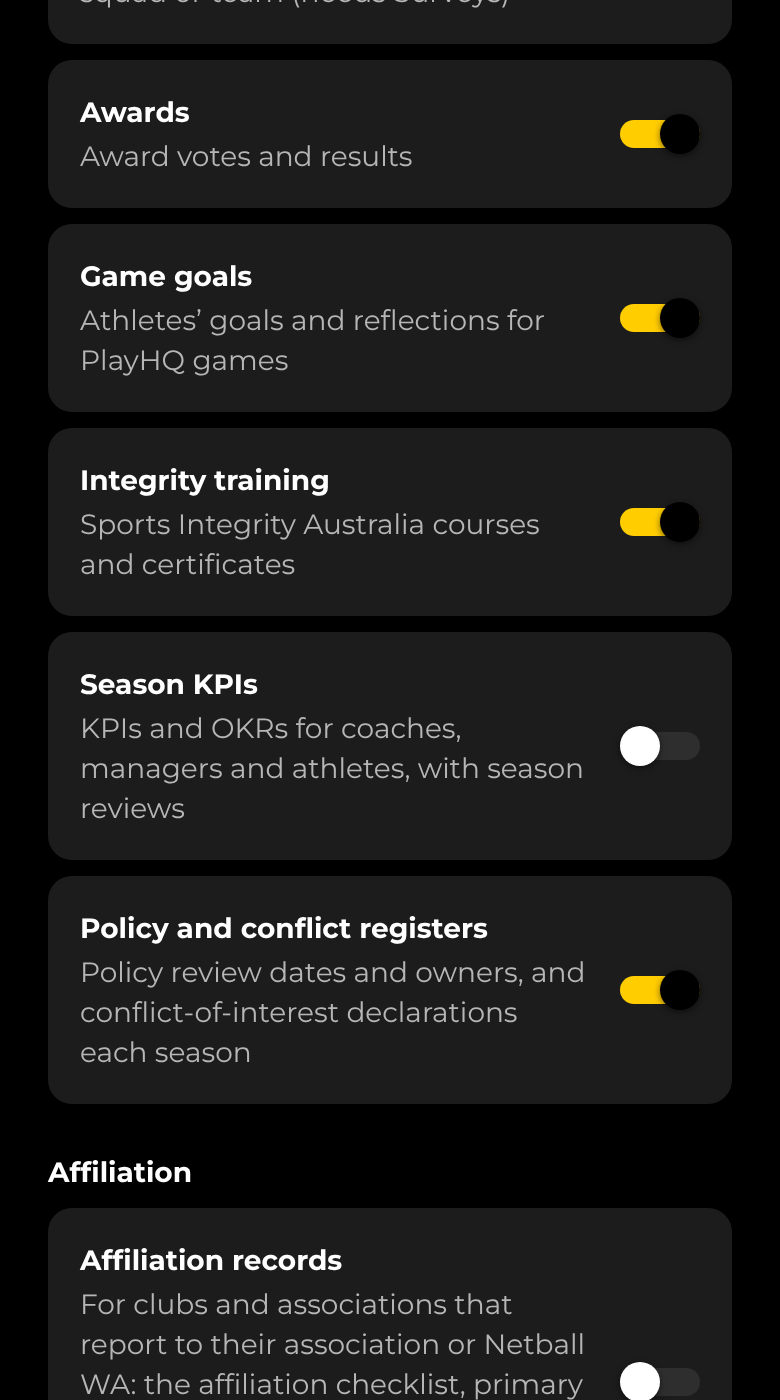 Awards
Award votes and results
Game goals
Athletes’ goals and reflections for
PlayHQ games
Integrity training
Sports Integrity Australia courses
and certificates
Season KPIs
KPIs and OKRs for coaches,
managers and athletes, with season
reviews
Policy and conflict registers
Policy review dates and owners, and
conflict-of-interest declarations
each season
Affiliation
Affiliation records
For clubs and associations that
report to their association or Netball
WA: the affiliation checklist, primary